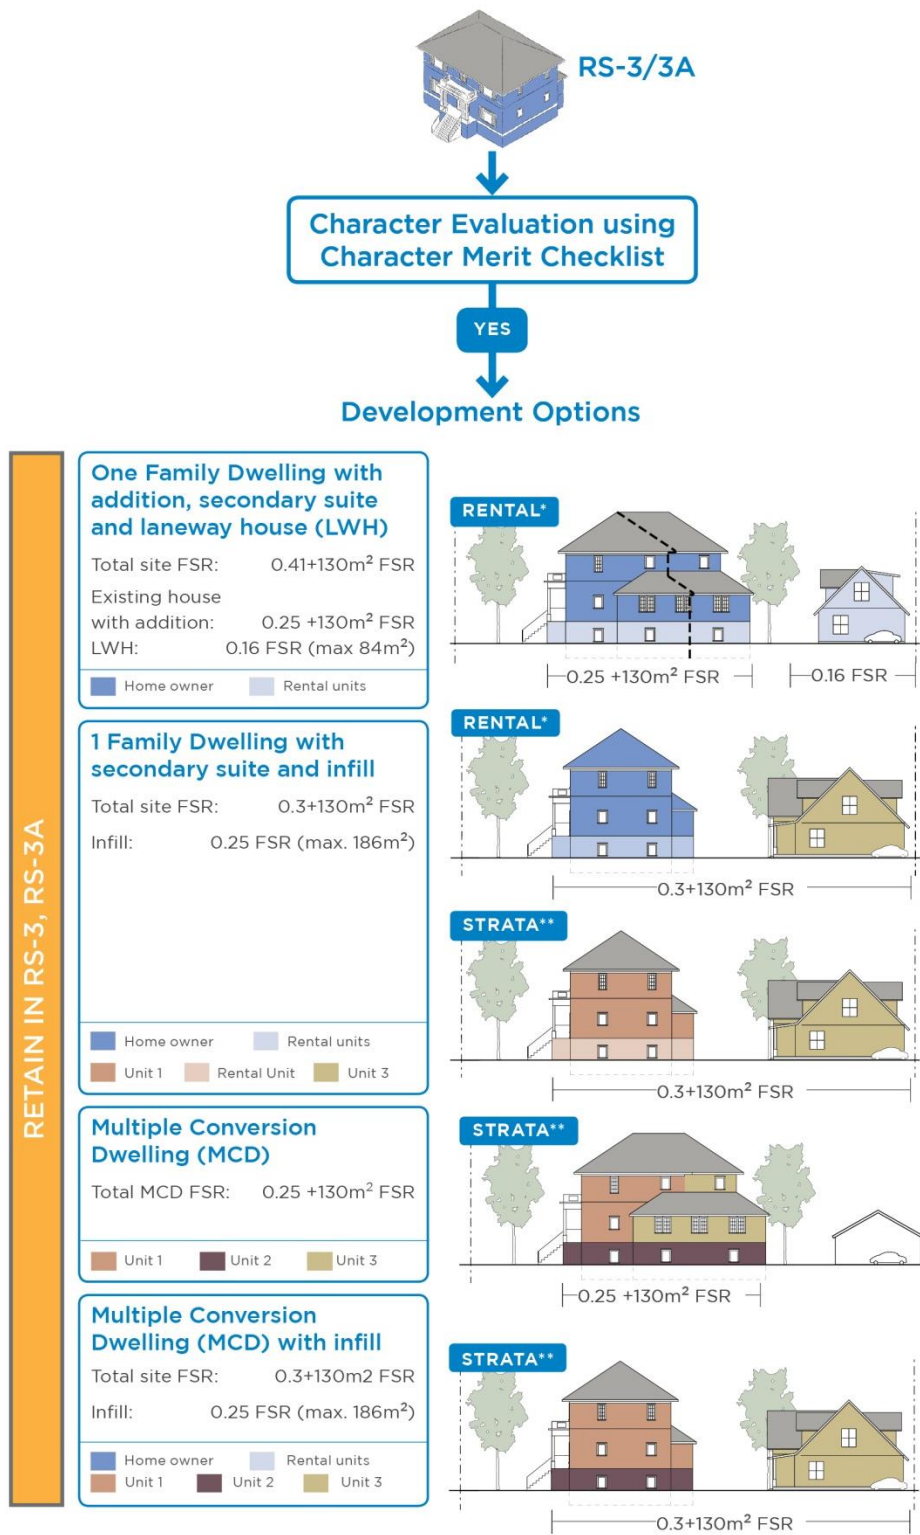 RS-3/3A
Character Evaluation using
Character Merit Checklist
YES
Development Options
RETAIN IN RS-3, RS-3A
One Family Dwelling with
addition, secondary suite
and laneway house (LWH)
Total site FSR: 0.41+130m² FSR
Existing house
with addition: 0.25 +130m² FSR
LWH: 0.16 FSR (max 84m²)
Home owner Rental units
RENTAL*
0.25 +130m² FSR 0.16 FSR
1 Family Dwelling with
secondary suite and infill
Total site FSR: 0.3+130m² FSR
Infill: 0.25 FSR (max. 186m²)
Home owner Rental units
Unit 1 Rental Unit Unit 3
RENTAL*
0.3+130m² FSR
STRATA**
0.3+130m² FSR
Multiple Conversion
Dwelling (MCD)
Total MCD FSR: 0.25 +130m² FSR
Unit 1 Unit 2 Unit 3
STRATA**
0.25 +130m² FSR
Multiple Conversion
Dwelling (MCD) with infill
Total site FSR: 0.3+130m2 FSR
Infill: 0.25 FSR (max. 186m²)
Home owner Rental units
Unit 1 Unit 2 Unit 3
STRATA**
0.3+130m² FSR